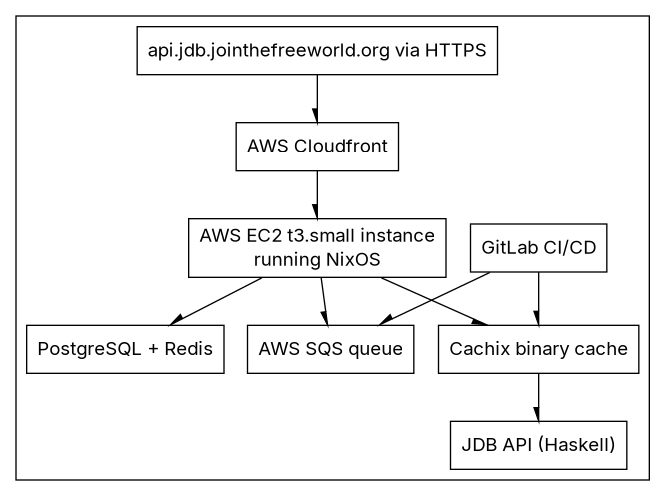 api.jdb.jointhefreeworld.org via HTTPS
AWS Cloudfront
AWS EC2 t3.small instance
running NixOS
GitLab CI/CD
PostgreSQL + Redis
AWS SQS queue
Cachix binary cache
JDB API (Haskell)